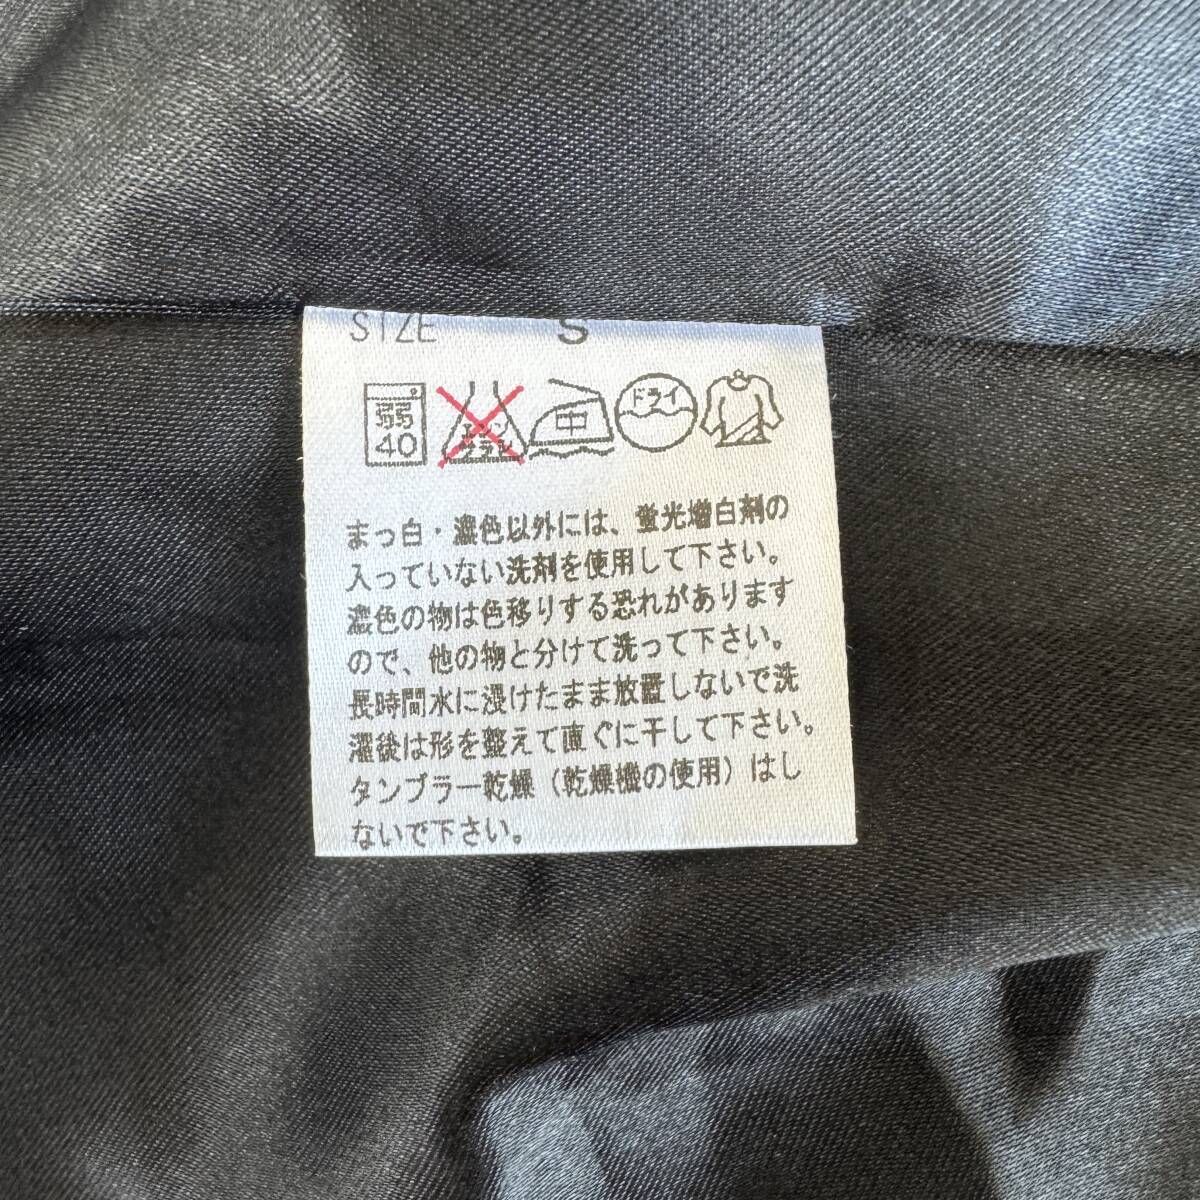 SIZE S
弱 40 エンソ サラシ 中 ドライ
まっ白・濃色以外には、蛍光増白剤の
入っていない洗剤を使用して下さい。
濃色の物は色移りする恐れがあります
ので、他の物と分けて洗って下さい。
長時間水に浸けたまま放置しないで洗
濯後は形を整えて直ぐに干して下さい。
タンブラー乾燥（乾燥機の使用）はし
ないで下さい。